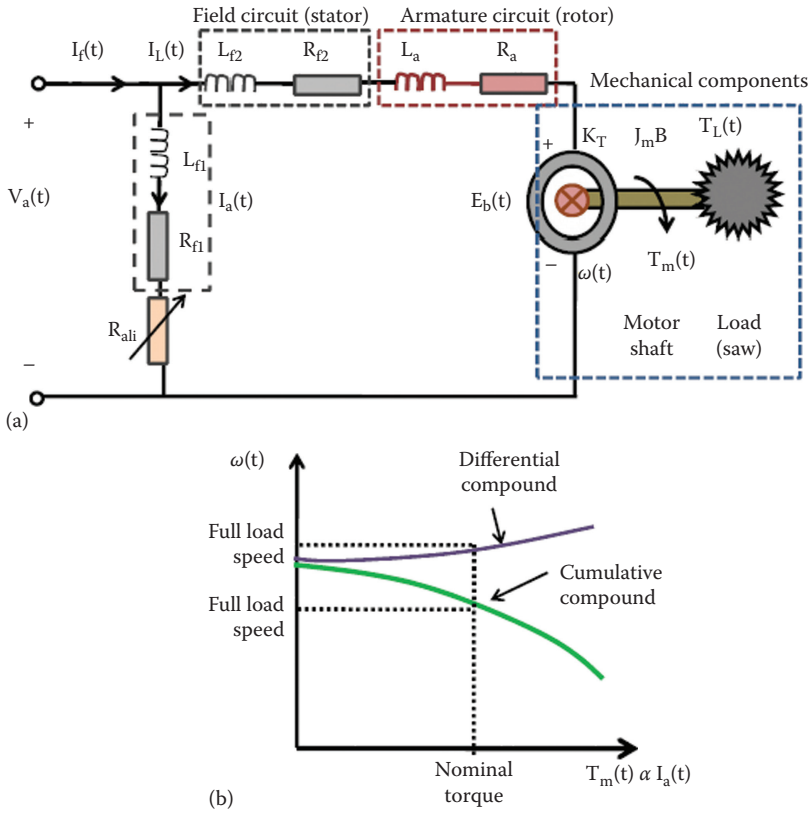 Field circuit (stator)
Armature circuit (rotor)
I_f(t)
I_L(t)
L_f2
R_f2
L_a
R_a
Mechanical components
+
V_a(t)
−
L_f1
I_a(t)
R_f1
R_ali
+
K_T
J_mB
T_L(t)
E_b(t)
−
ω(t)
T_m(t)
Motor
shaft
Load
(saw)
(a)
ω(t)
Differential
compound
Full load
speed
Cumulative
compound
Full load
speed
Nominal
torque
T_m(t) α I_a(t)
(b)